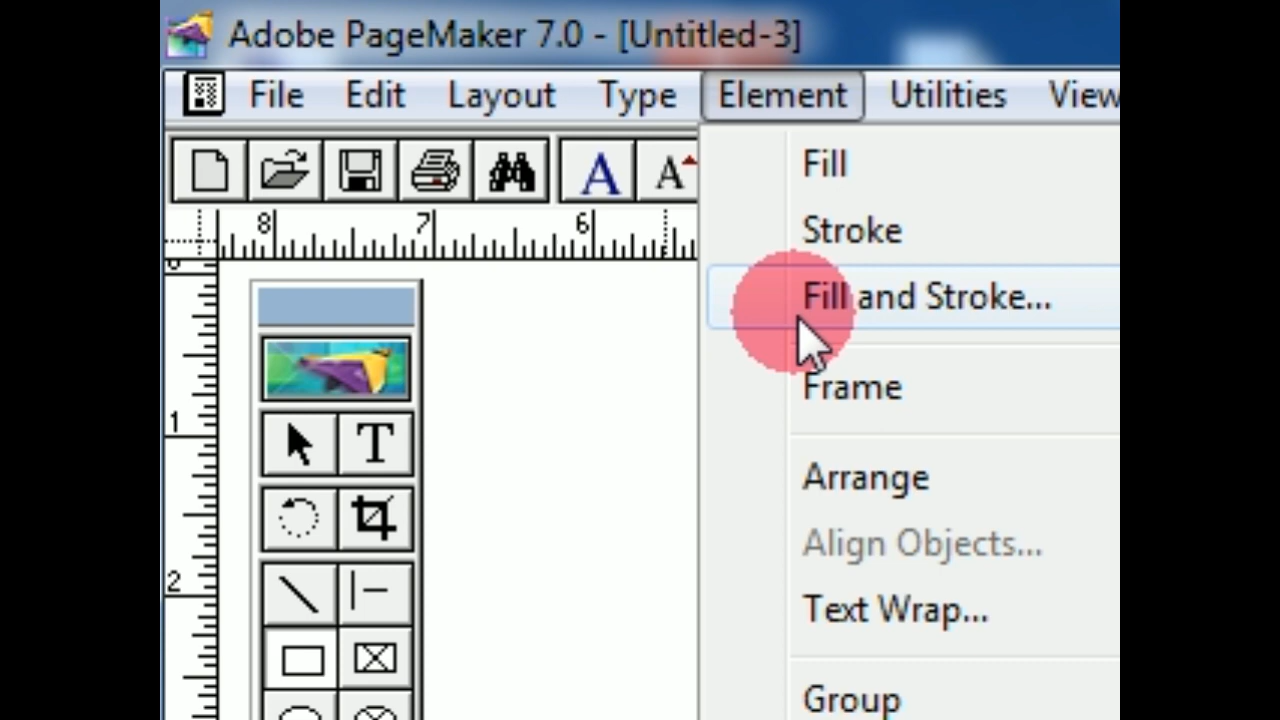 Adobe PageMaker 7.0 - [Untitled-3]
File Edit Layout Type Element Utilities View
A A
8 7 6
0
1
2
T
Fill
Stroke
Fill and Stroke...
Frame
Arrange
Align Objects...
Text Wrap...
Group